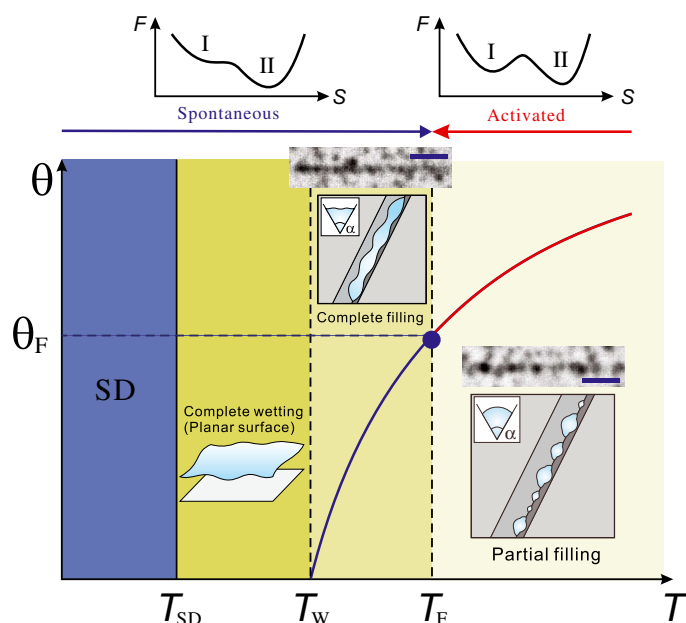 F
I
II
S
F
I
II
S
Spontaneous
Activated
θ
α
Complete filling
θF
SD
Complete wetting
(Planar surface)
α
Partial filling
TSD
TW
TF
T